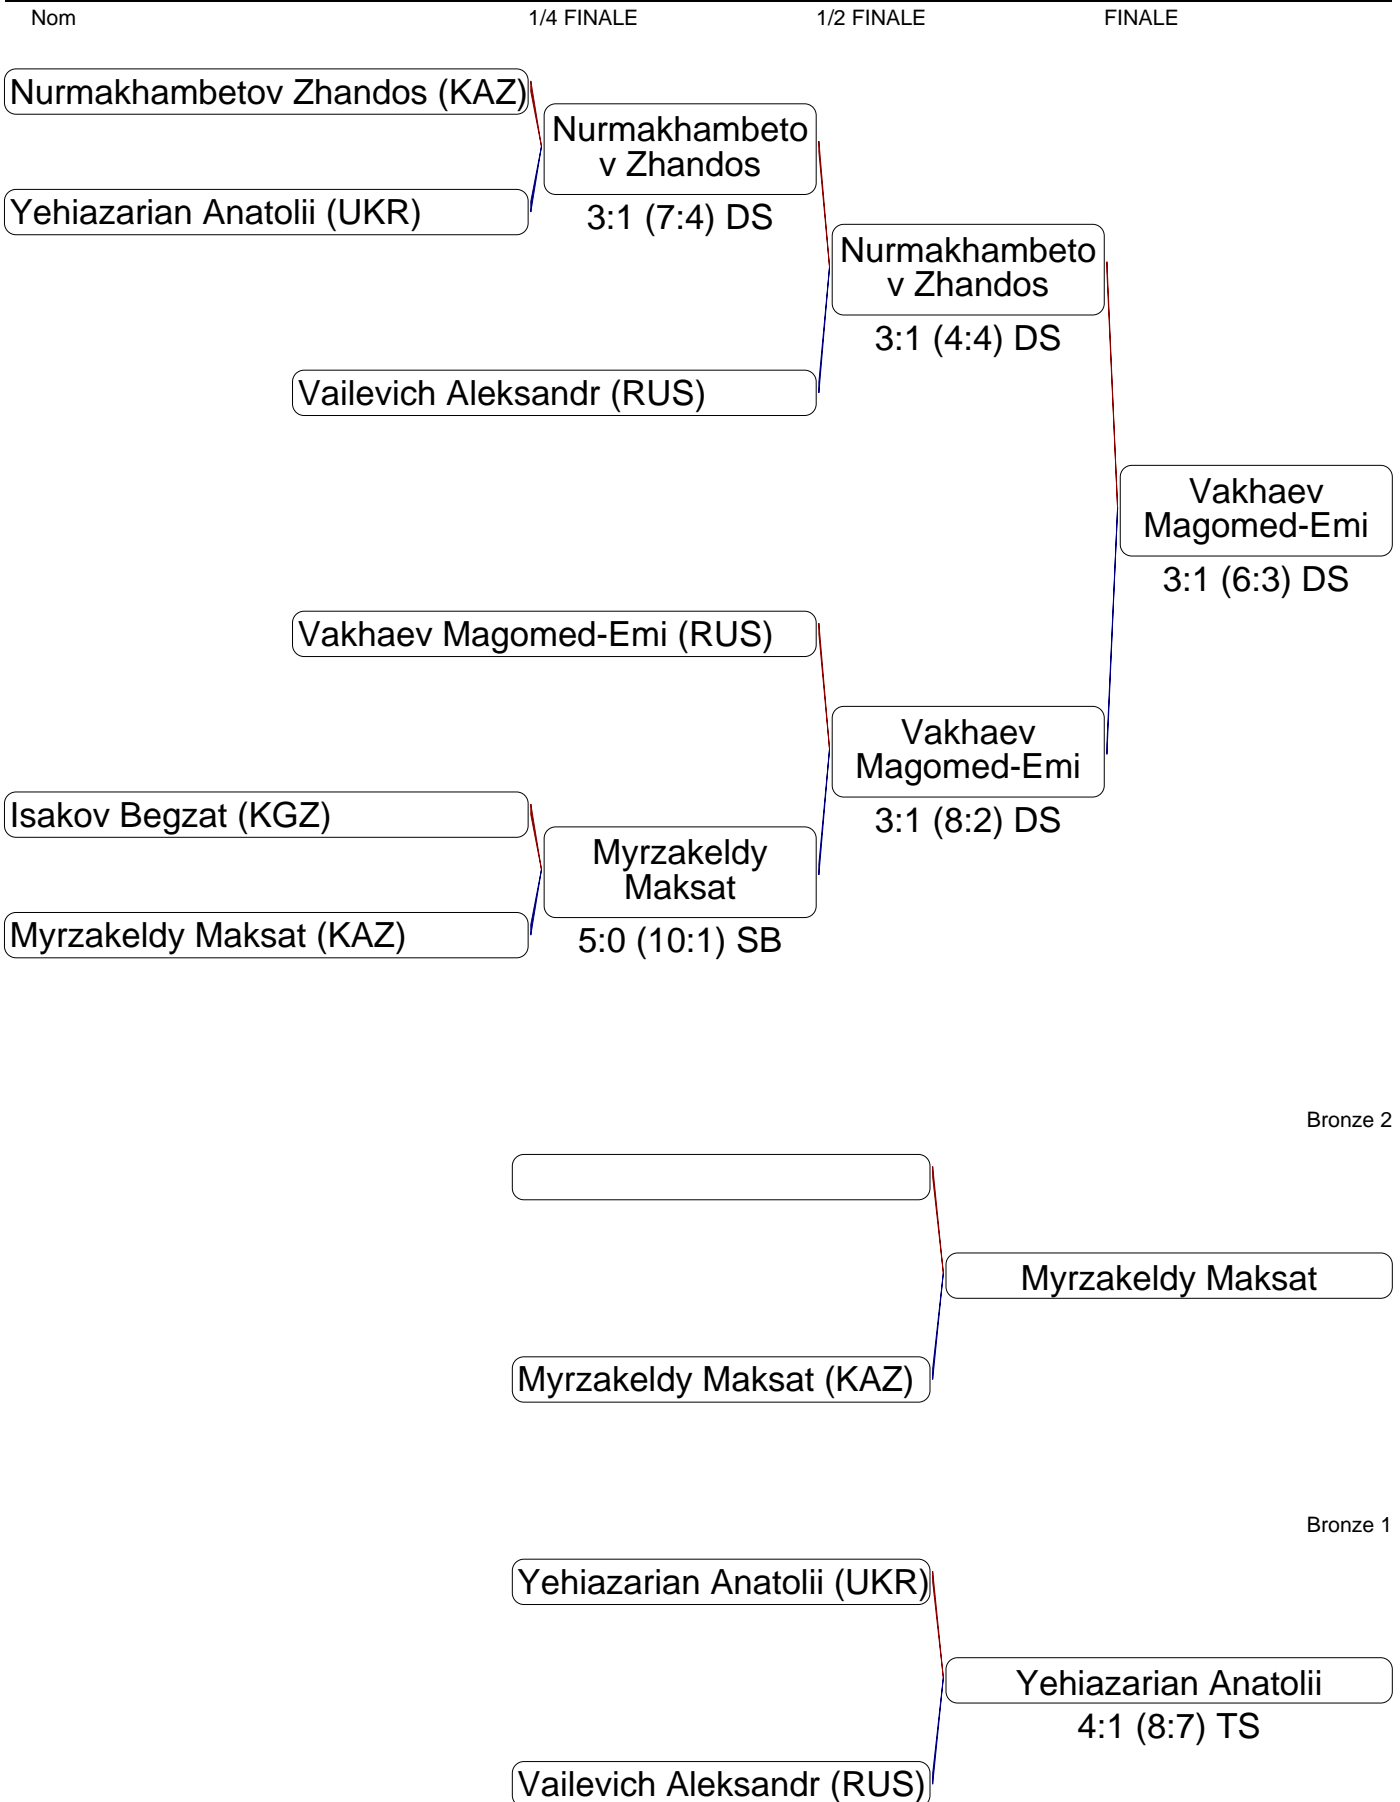 Nom 1/4 FINALE 1/2 FINALE FINALE
Nurmakhambetov Zhandos (KAZ)
Nurmakhambeto
v Zhandos
3:1 (7:4) DS
Yehiazarian Anatolii (UKR)
Nurmakhambeto
v Zhandos
3:1 (4:4) DS
Vailevich Aleksandr (RUS)
Vakhaev
Magomed-Emi
3:1 (6:3) DS
Vakhaev Magomed-Emi (RUS)
Vakhaev
Magomed-Emi
3:1 (8:2) DS
Isakov Begzat (KGZ)
Myrzakeldy
Maksat
5:0 (10:1) SB
Myrzakeldy Maksat (KAZ)
Bronze 2
Myrzakeldy Maksat
Myrzakeldy Maksat (KAZ)
Bronze 1
Yehiazarian Anatolii (UKR)
Yehiazarian Anatolii
4:1 (8:7) TS
Vailevich Aleksandr (RUS)